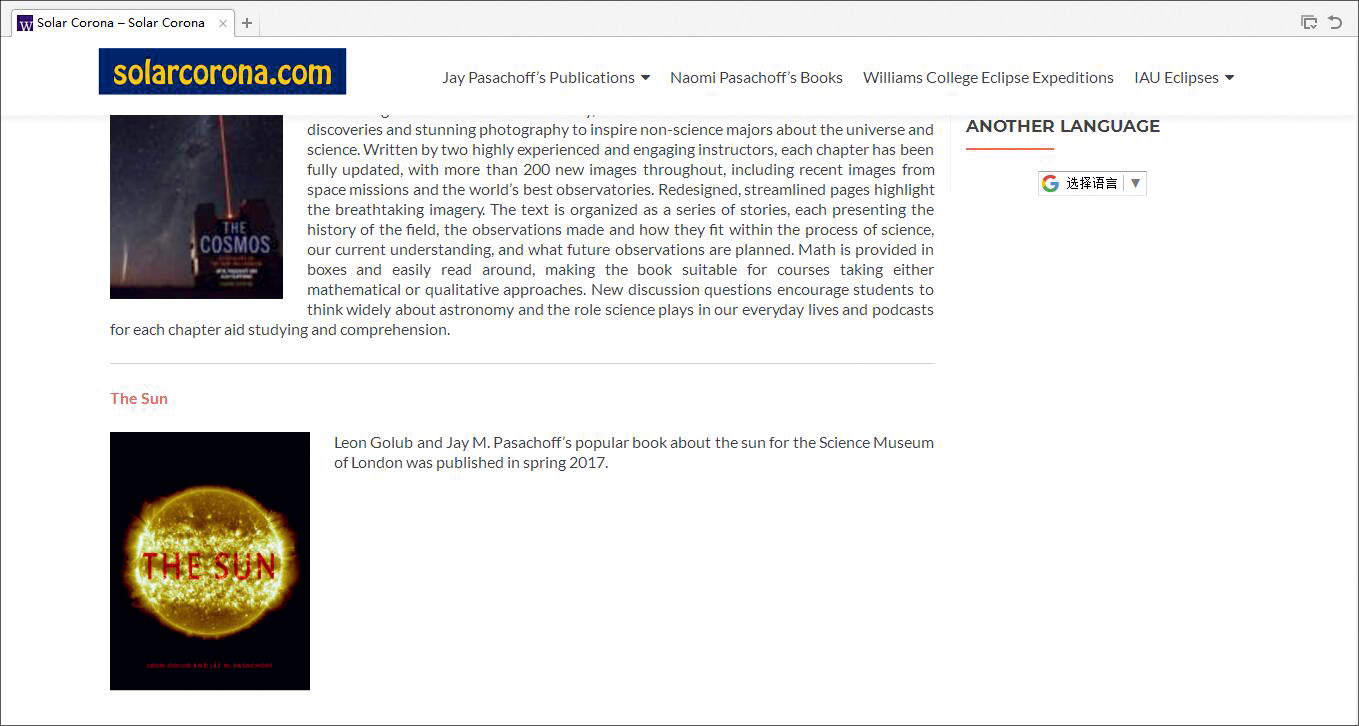 Solar Corona – Solar Corona
solarcorona.com
Jay Pasachoff's Publications
Naomi Pasachoff's Books
Williams College Eclipse Expeditions
IAU Eclipses
discoveries and stunning photography to inspire non-science majors about the universe and
science. Written by two highly experienced and engaging instructors, each chapter has been
fully updated, with more than 200 new images throughout, including recent images from
space missions and the world's best observatories. Redesigned, streamlined pages highlight
the breathtaking imagery. The text is organized as a series of stories, each presenting the
history of the field, the observations made and how they fit within the process of science,
our current understanding, and what future observations are planned. Math is provided in
boxes and easily read around, making the book suitable for courses taking either
mathematical or qualitative approaches. New discussion questions encourage students to
think widely about astronomy and the role science plays in our everyday lives and podcasts
for each chapter aid studying and comprehension.
THE
COSMOS
ANOTHER LANGUAGE
选择语言
The Sun
Leon Golub and Jay M. Pasachoff's popular book about the sun for the Science Museum
of London was published in spring 2017.
THE SUN
LEON GOLUB AND JAY M. PASACHOFF